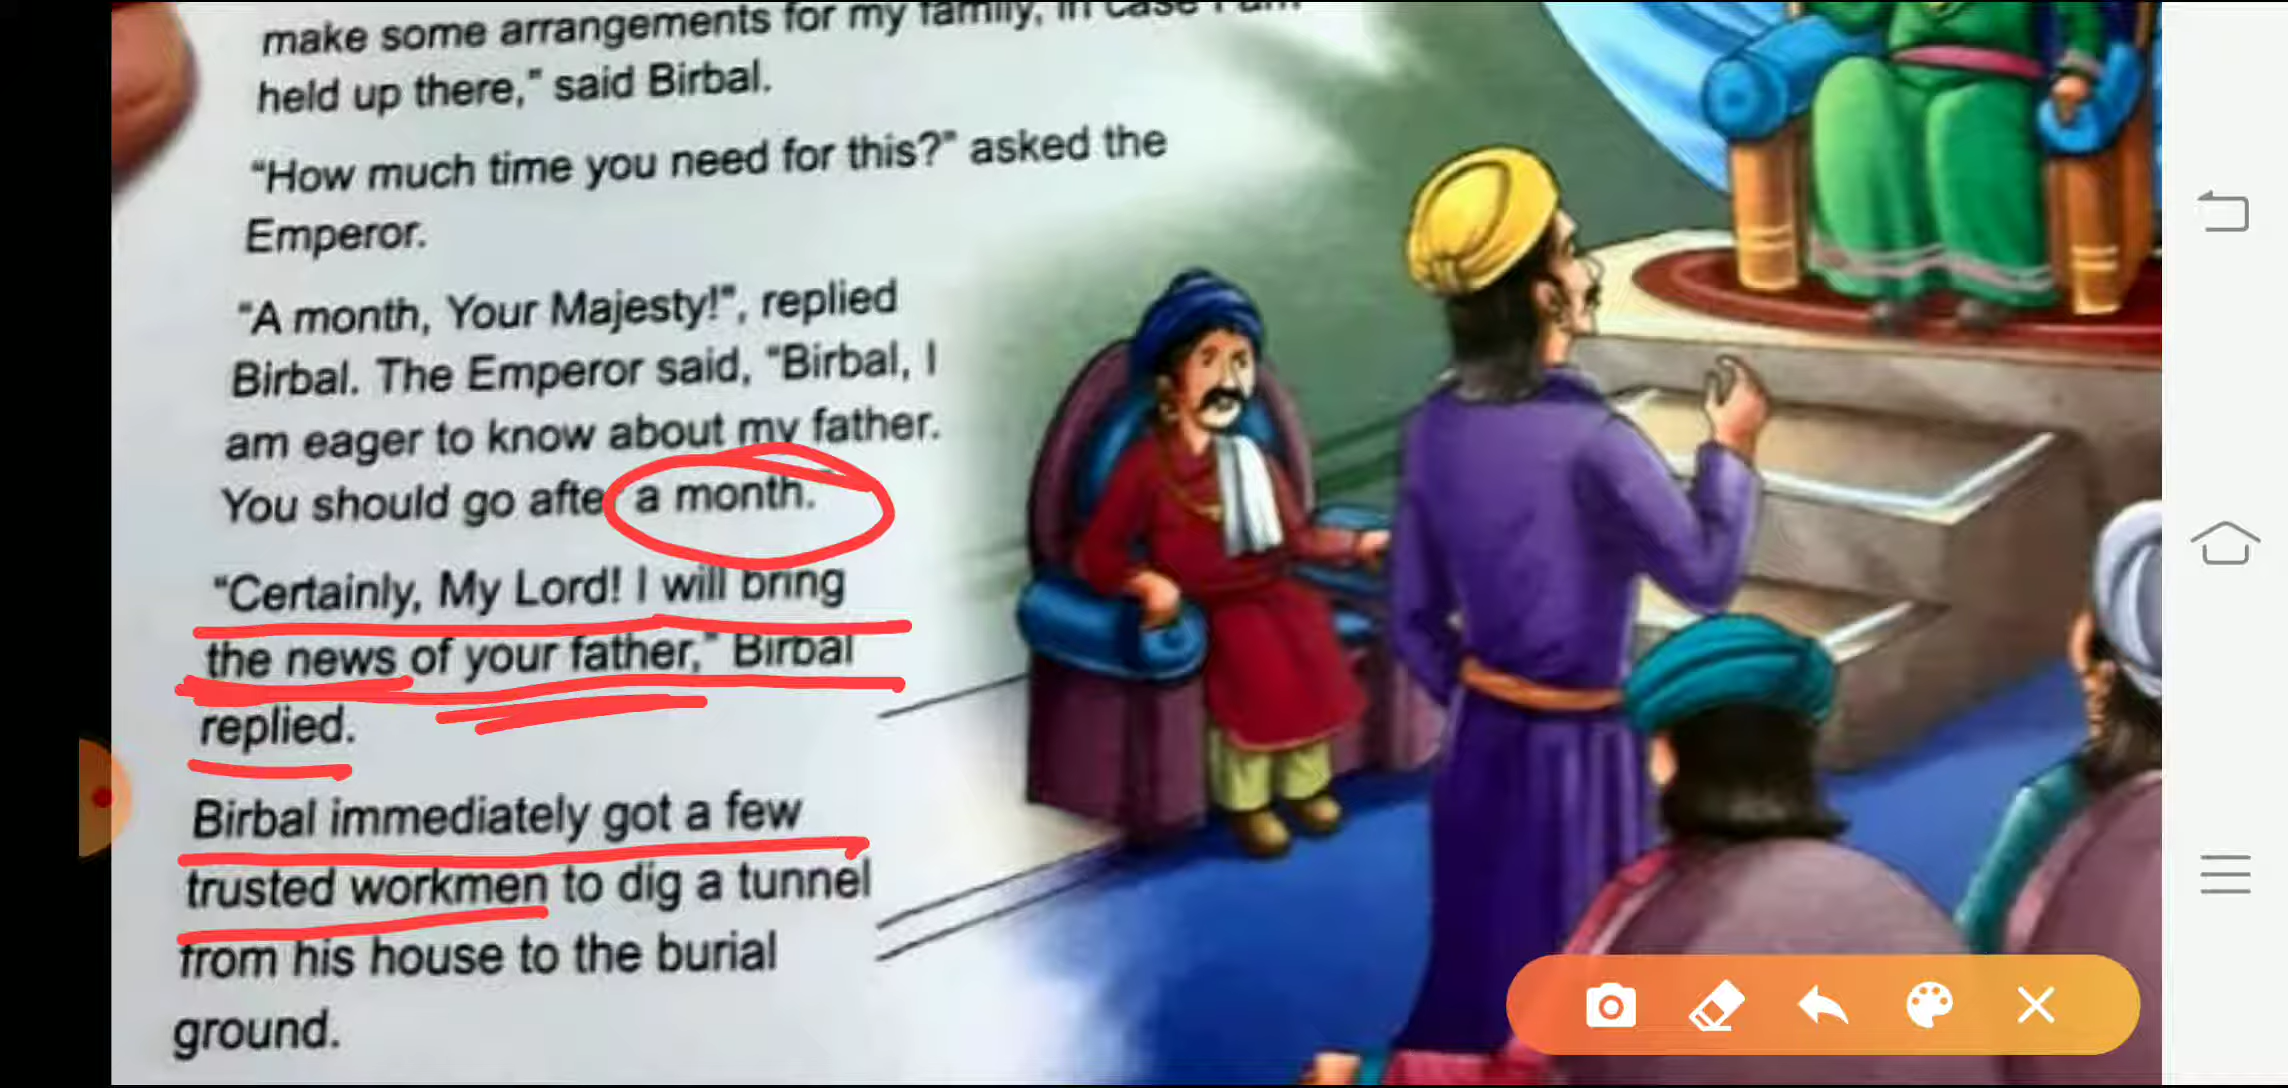 make some arrangements for my family, in case I am
held up there," said Birbal.
"How much time you need for this?" asked the
Emperor.
"A month, Your Majesty!", replied
Birbal. The Emperor said, "Birbal, I
am eager to know about my father.
You should go after a month.
"Certainly, My Lord! I will bring
the news of your father," Birbal
replied.
Birbal immediately got a few
trusted workmen to dig a tunnel
from his house to the burial
ground.